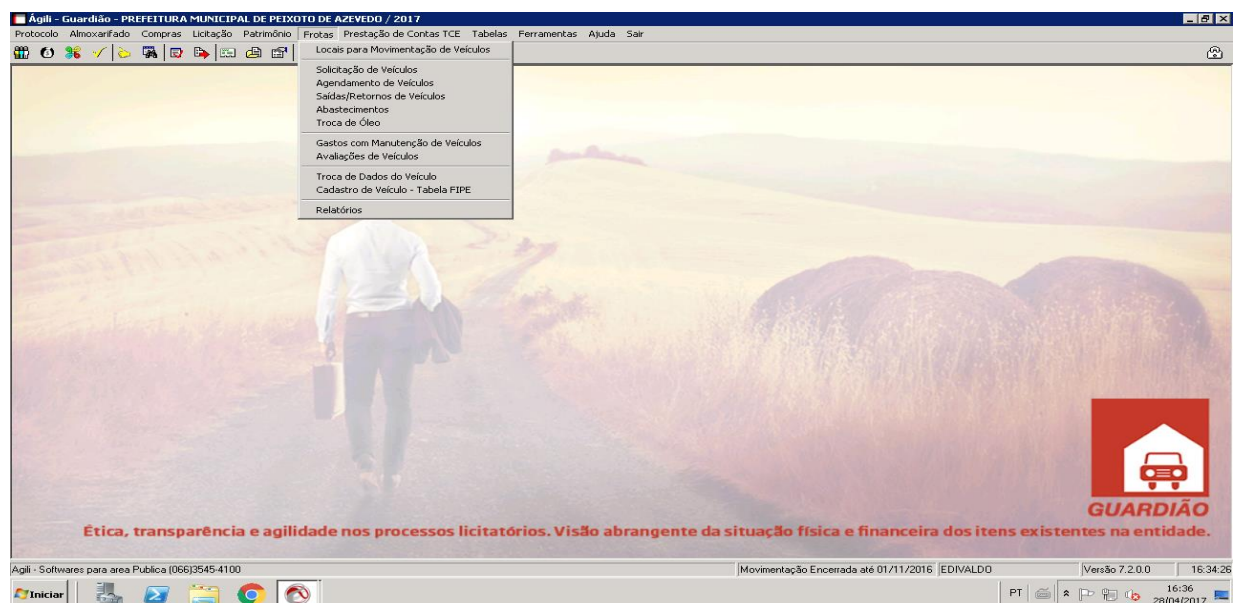 Ágili - Guardião - PREFEITURA MUNICIPAL DE PEIXOTO DE AZEVEDO / 2017
Protocolo Almoxarifado Compras Licitação Patrimônio Frotas Prestação de Contas TCE Tabelas Ferramentas Ajuda Sair
Locais para Movimentação de Veículos
Solicitação de Veículos
Agendamento de Veículos
Saídas/Retornos de Veículos
Abastecimentos
Troca de Óleo
Gastos com Manutenção de Veículos
Avaliações de Veículos
Troca de Dados do Veículo
Cadastro de Veículo - Tabela FIPE
Relatórios
GUARDIÃO
Ética, transparência e agilidade nos processos licitatórios. Visão abrangente da situação física e financeira dos itens existentes na entidade.
Agili - Softwares para area Publica (066)3545-4100 Movimentação Encerrada até 01/11/2016 EDIVALDO Versão 7.2.0.0 16:34:26
Iniciar PT 16:36
28/04/2017